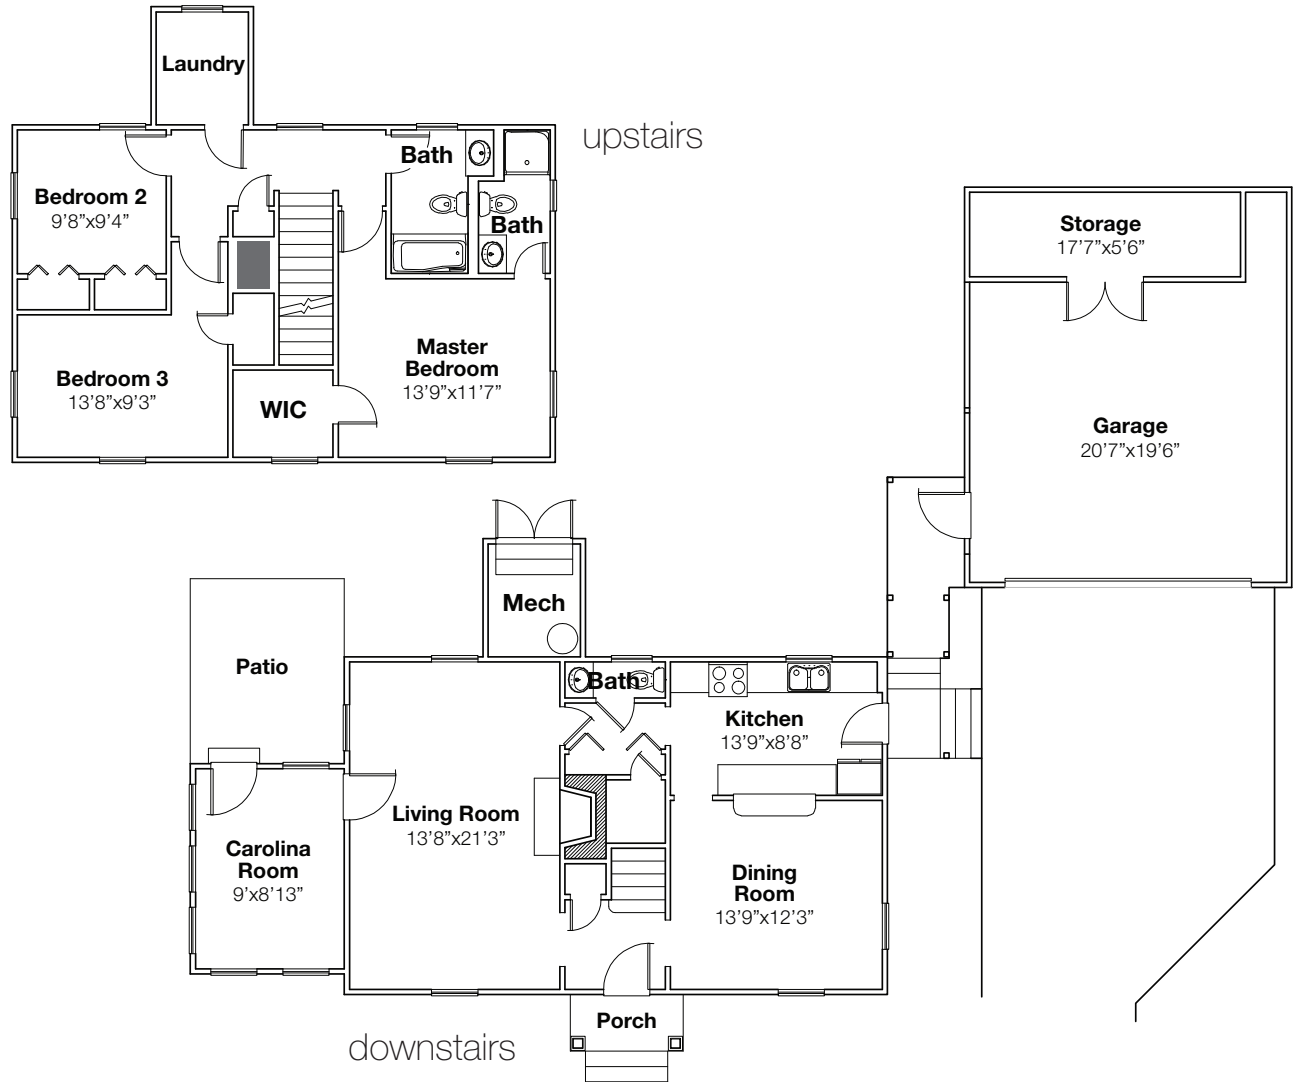 Laundry
upstairs
Bath
Bedroom 2
9’8”x9’4”
Bath
Storage
17’7”x5’6”
Master
Bedroom
13’9”x11’7”
Bedroom 3
13’8”x9’3”
WIC
Garage
20’7”x19’6”
Mech
Patio
Bath
Kitchen
13’9”x8’8”
Living Room
13’8”x21’3”
Carolina
Room
9’x8’13”
Dining
Room
13’9”x12’3”
Porch
downstairs